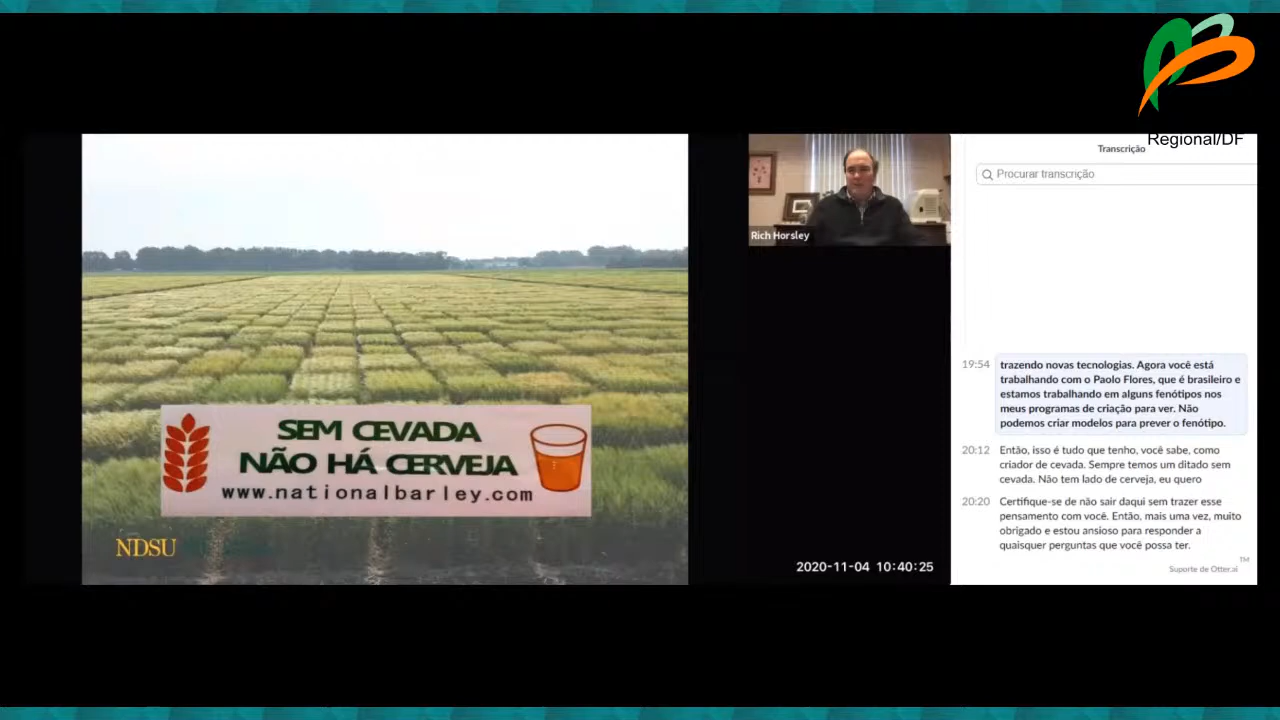 Regional/DF
SEM CEVADA
NÃO HÁ CERVEJA
www.nationalbarley.com
NDSU
Rich Horsley
2020-11-04 10:40:25
Transcrição
Procurar transcrição
19:54
trazendo novas tecnologias. Agora você está
trabalhando com o Paolo Flores, que é brasileiro e
estamos trabalhando em alguns fenótipos nos
meus programas de criação para ver. Não
podemos criar modelos para prever o fenótipo.
20:12
Então, isso é tudo que tenho, você sabe, como
criador de cevada. Sempre temos um ditado sem
cevada. Não tem lado de cerveja, eu quero
20:20
Certifique-se de não sair daqui sem trazer esse
pensamento com você. Então, mais uma vez, muito
obrigado e estou ansioso para responder a
quaisquer perguntas que você possa ter.
TM
Suporte de Otter.ai